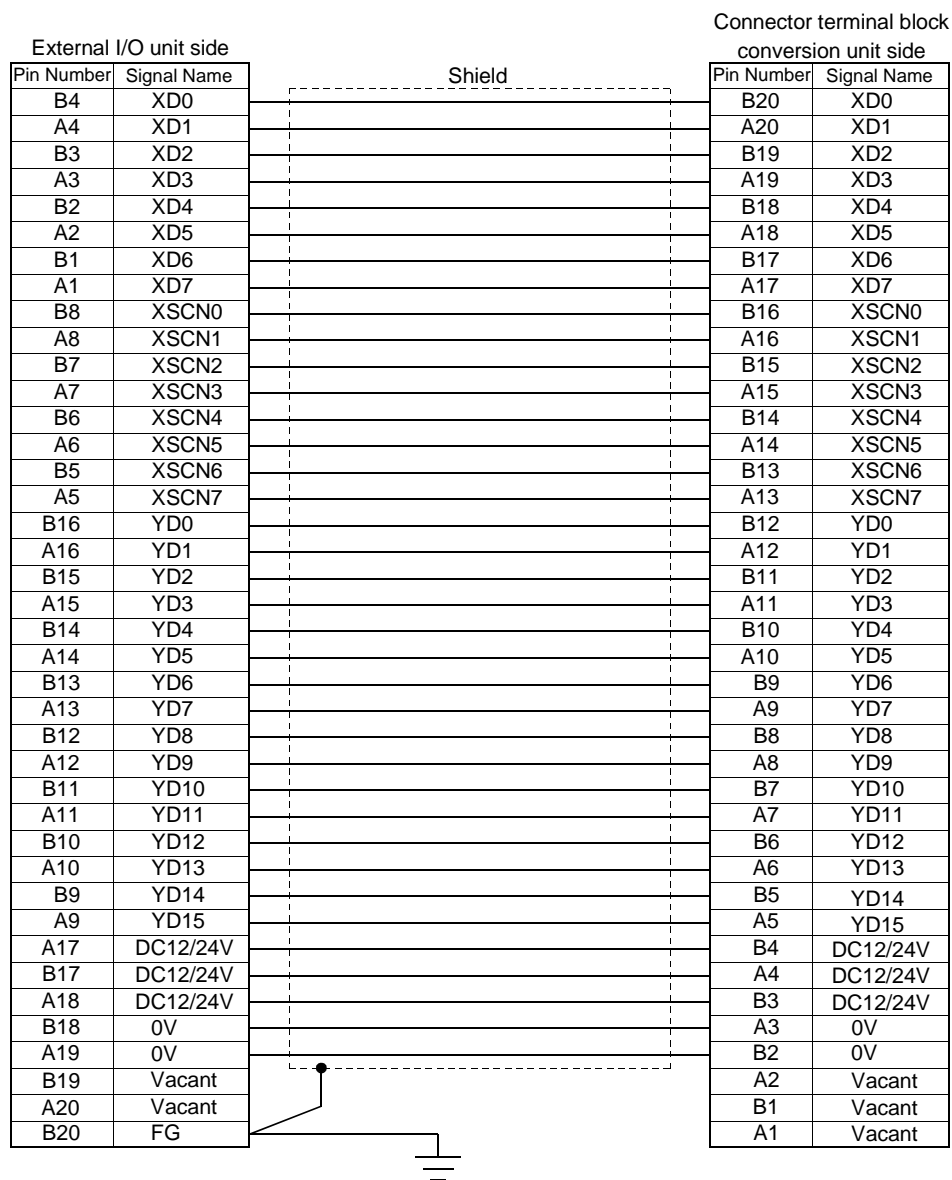 Connector terminal block
External I/O unit side conversion unit side
Pin Number Signal Name Shield Pin Number Signal Name
B4 XD0 B20 XD0
A4 XD1 A20 XD1
B3 XD2 B19 XD2
A3 XD3 A19 XD3
B2 XD4 B18 XD4
A2 XD5 A18 XD5
B1 XD6 B17 XD6
A1 XD7 A17 XD7
B8 XSCN0 B16 XSCN0
A8 XSCN1 A16 XSCN1
B7 XSCN2 B15 XSCN2
A7 XSCN3 A15 XSCN3
B6 XSCN4 B14 XSCN4
A6 XSCN5 A14 XSCN5
B5 XSCN6 B13 XSCN6
A5 XSCN7 A13 XSCN7
B16 YD0 B12 YD0
A16 YD1 A12 YD1
B15 YD2 B11 YD2
A15 YD3 A11 YD3
B14 YD4 B10 YD4
A14 YD5 A10 YD5
B13 YD6 B9 YD6
A13 YD7 A9 YD7
B12 YD8 B8 YD8
A12 YD9 A8 YD9
B11 YD10 B7 YD10
A11 YD11 A7 YD11
B10 YD12 B6 YD12
A10 YD13 A6 YD13
B9 YD14 B5 YD14
A9 YD15 A5 YD15
A17 DC12/24V B4 DC12/24V
B17 DC12/24V A4 DC12/24V
A18 DC12/24V B3 DC12/24V
B18 0V A3 0V
A19 0V B2 0V
B19 Vacant A2 Vacant
A20 Vacant B1 Vacant
B20 FG A1 Vacant